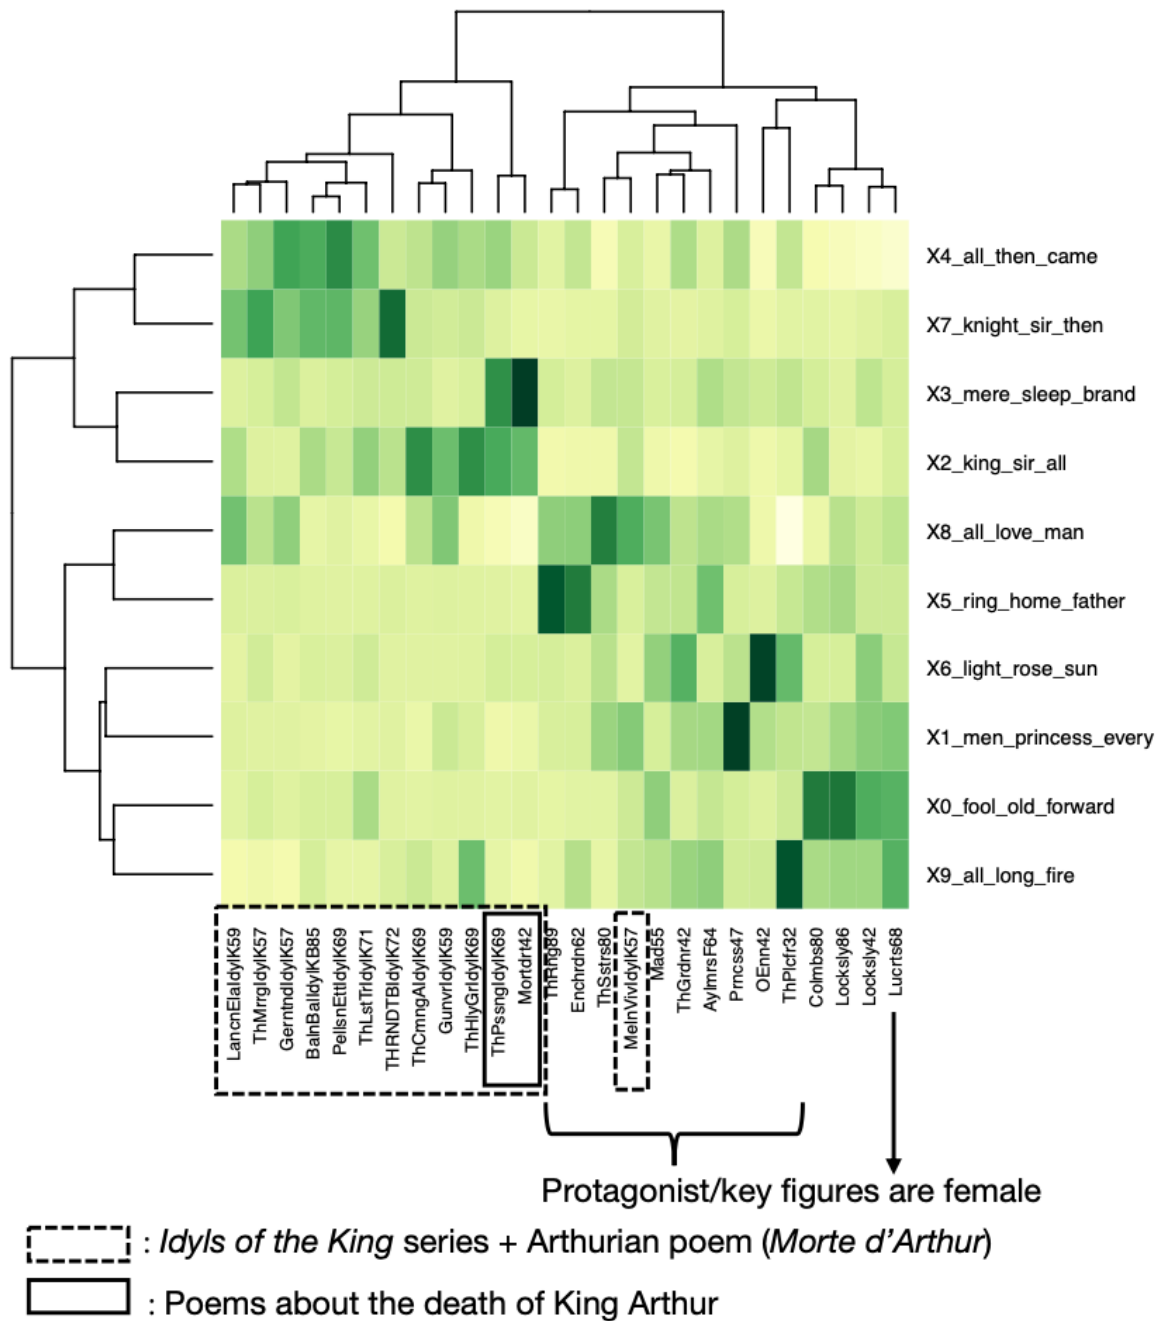 X4_all_then_came
X7_knight_sir_then
X3_mere_sleep_brand
X2_king_sir_all
X8_all_love_man
X5_ring_home_father
X6_light_rose_sun
X1_men_princess_every
X0_fool_old_forward
X9_all_long_fire
LancnElaIdylK59
ThMrrgIdylK57
GerntndIdylK57
BalnBalIdylKB85
PellsnEttIdylK69
ThLstTrIdylK71
THRNDTBIdylK72
ThCmngAIdylK69
GunvrIdylK59
ThHlyGrIdylK69
ThPssngIdylK69
Mortdrt42
ThRng89
Enchrdn62
ThSstrs80
MelnVivIdylK57
Mad55
ThGrdnr42
AylmrsF64
Prncss47
OEnn42
ThPlcfr32
Colmbs80
Locksly86
Locksly42
Lucrts68
Protagonist/key figures are female
: Idyls of the King series + Arthurian poem (Morte d’Arthur)
: Poems about the death of King Arthur